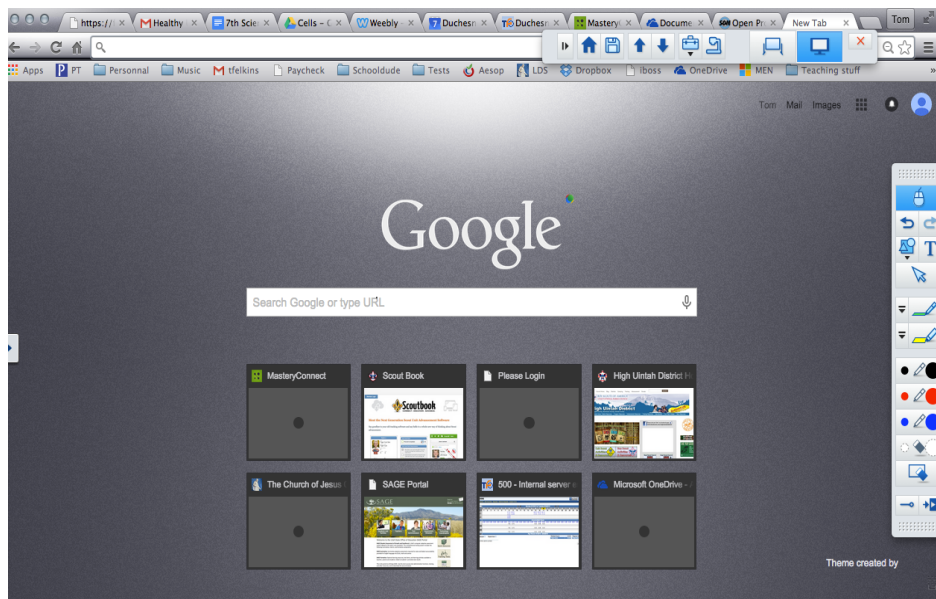 https:// Healthy 7th Scie Cells – C Weebly - Duchesn Duchesn Mastery Docume Open Pr New Tab Tom
Apps PT Personnal Music tfelkins Paycheck Schooldude Tests Aesop LDS Dropbox iboss OneDrive MEN Teaching stuff »
Tom Mail Images
Google
Search Google or type URL
MasteryConnect Scout Book Please Login High Uintah District H
Scoutbook
The Church of Jesus SAGE Portal 500 - Internal server e Microsoft OneDrive -
SAGE
Theme created by